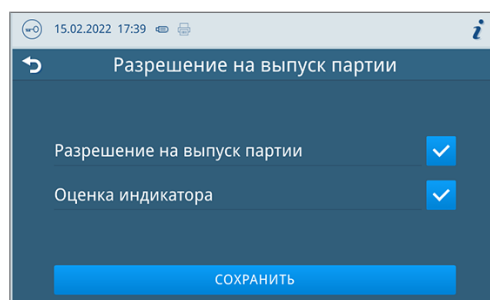 15.02.2022 17:39
i
Разрешение на выпуск партии
Разрешение на выпуск партии
Оценка индикатора
СОХРАНИТЬ